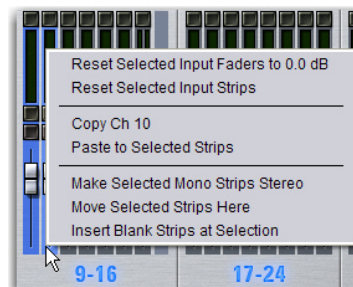 Reset Selected Input Faders to 0.0 dB
Reset Selected Input Strips
Copy Ch 10
Paste to Selected Strips
Make Selected Mono Strips Stereo
Move Selected Strips Here
Insert Blank Strips at Selection
9-16 17-24